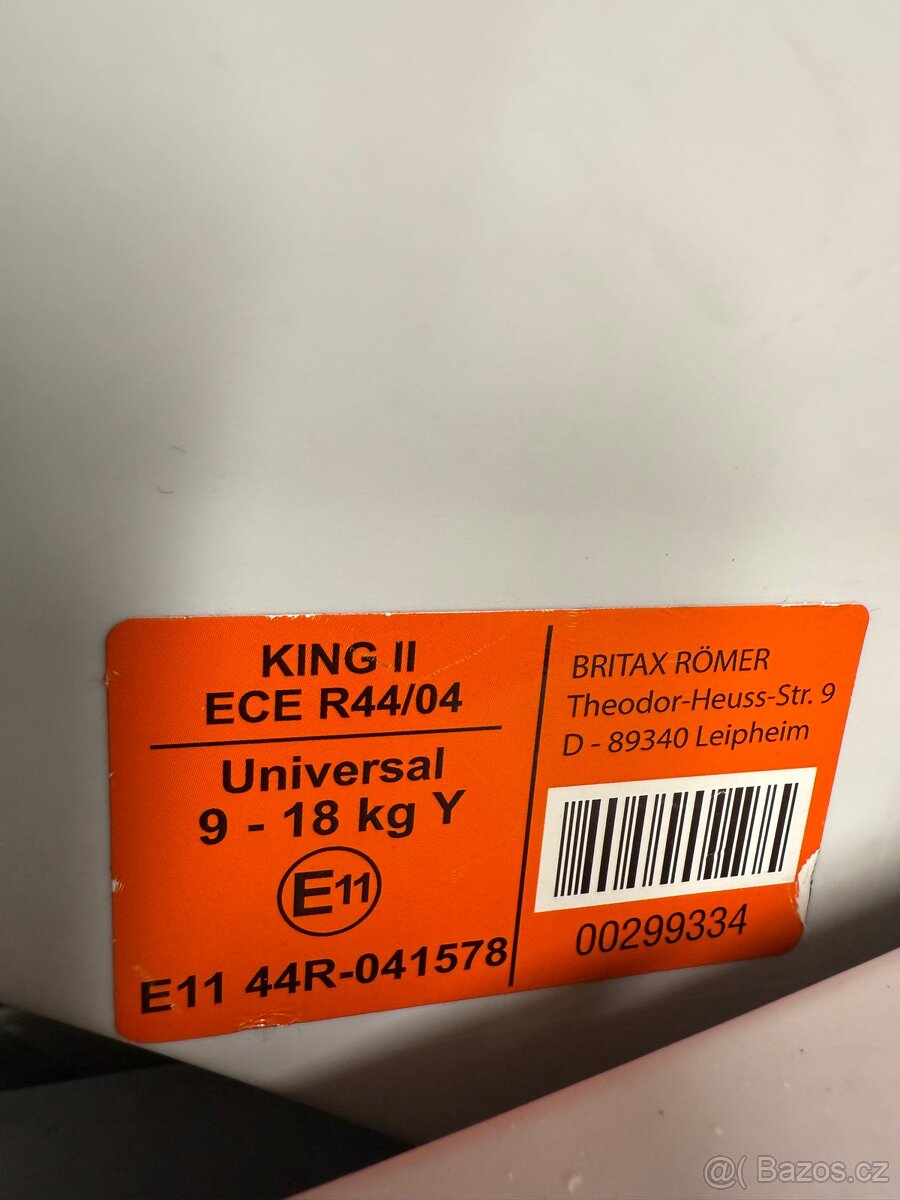 KING II
ECE R44/04
Universal
9 - 18 kg Y
E11
E11 44R-041578
BRITAX RÖMER
Theodor-Heuss-Str. 9
D - 89340 Leipheim
00299334
@( Bazos.cz